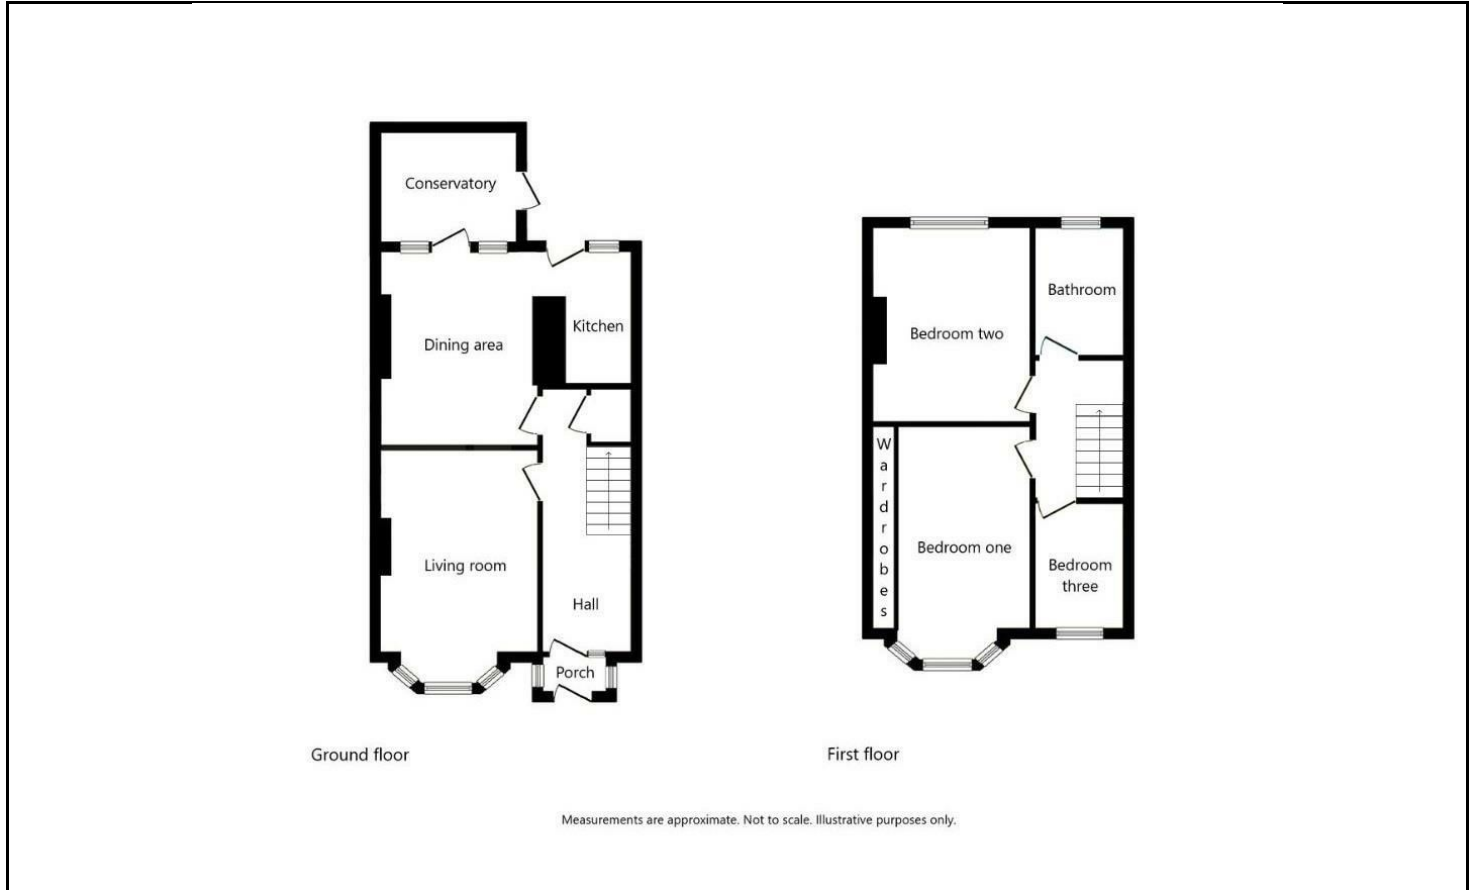 Conservatory
Kitchen
Dining area
Living room
Hall
Porch
Ground floor
Bathroom
Bedroom two
Wardrobes
Bedroom one
Bedroom
three
First floor
Measurements are approximate. Not to scale. Illustrative purposes only.